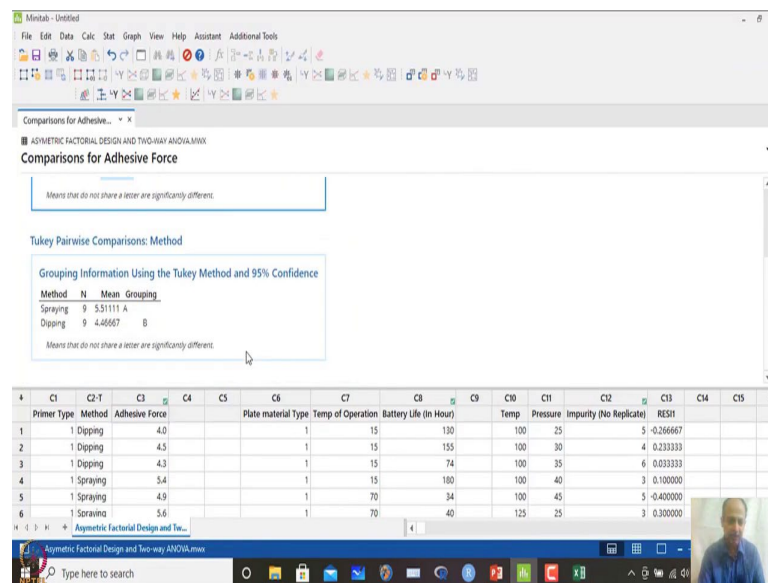 Minitab - Untitled
File Edit Data Calc Stat Graph View Help Assistant Additional Tools
Comparisons for Adhesive...
ASYMETRIC FACTORIAL DESIGN AND TWO-WAY ANOVA.MWX
Comparisons for Adhesive Force
Means that do not share a letter are significantly different.
Tukey Pairwise Comparisons: Method
Grouping Information Using the Tukey Method and 95% Confidence
Method N Mean Grouping
Spraying 9 5.51111 A
Dipping 9 4.46667 B
Means that do not share a letter are significantly different.
C1 C2-T C3 C4 C5 C6 C7 C8 C9 C10 C11 C12 C13 C14 C15
Primer Type Method Adhesive Force Plate material Type Temp of Operation Battery Life (In Hour) Temp Pressure Impurity (No Replicate) RESI1
1 1 Dipping 4.0 1 15 130 100 25 5 -0.266667
2 1 Dipping 4.5 1 15 155 100 30 4 0.233333
3 1 Dipping 4.3 1 15 74 100 35 6 0.033333
4 1 Spraying 5.4 1 15 180 100 40 3 0.100000
5 1 Spraying 4.9 1 70 34 100 45 5 -0.400000
6 1 Spraying 5.6 1 70 40 125 25 3 0.300000
Asymetric Factorial Design and Tw...
Asymetric Factorial Design and Two-way ANOVA.mwx
Type here to search